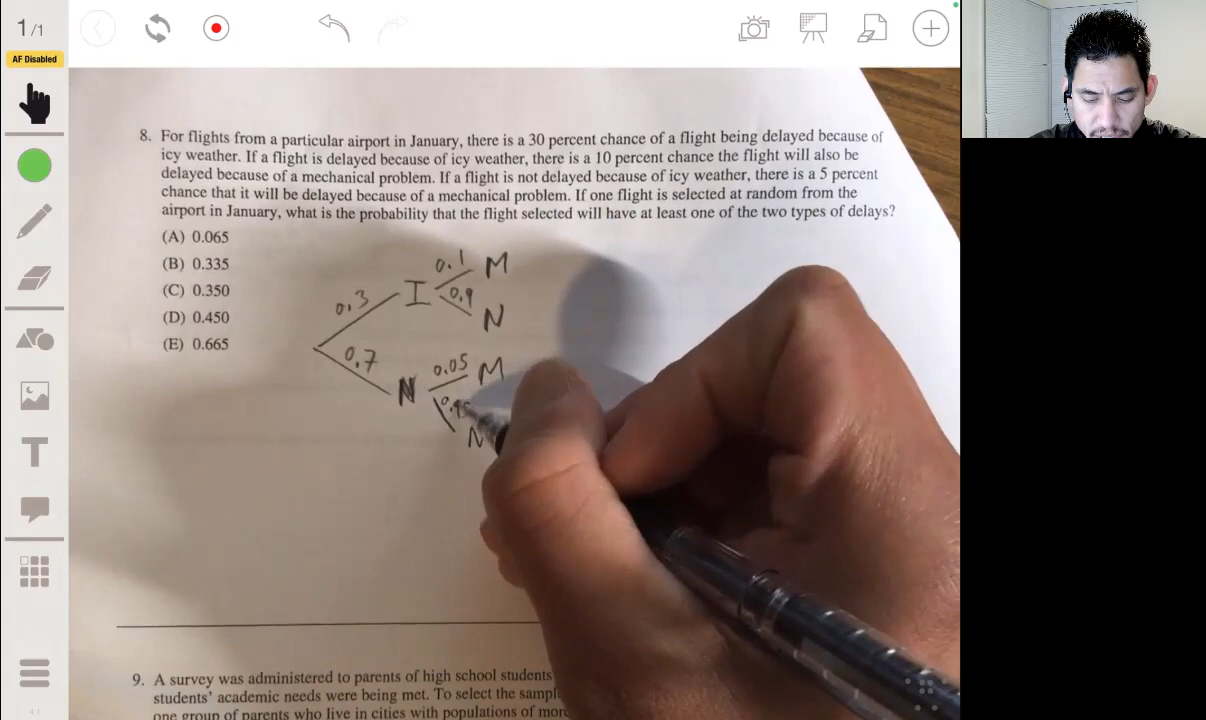 1/1
AF Disabled
T
4.1
8. For flights from a particular airport in January, there is a 30 percent chance of a flight being delayed because of
icy weather. If a flight is delayed because of icy weather, there is a 10 percent chance the flight will also be
delayed because of a mechanical problem. If a flight is not delayed because of icy weather, there is a 5 percent
chance that it will be delayed because of a mechanical problem. If one flight is selected at random from the
airport in January, what is the probability that the flight selected will have at least one of the two types of delays?
(A) 0.065
(B) 0.335
(C) 0.350
(D) 0.450
(E) 0.665
0.1 M
0.3 I 0.9
N
0.7 0.05 M
N 0.95
N
9. A survey was administered to parents of high school students
students' academic needs were being met. To select the sampl
one group of parents who live in cities with populations of mor